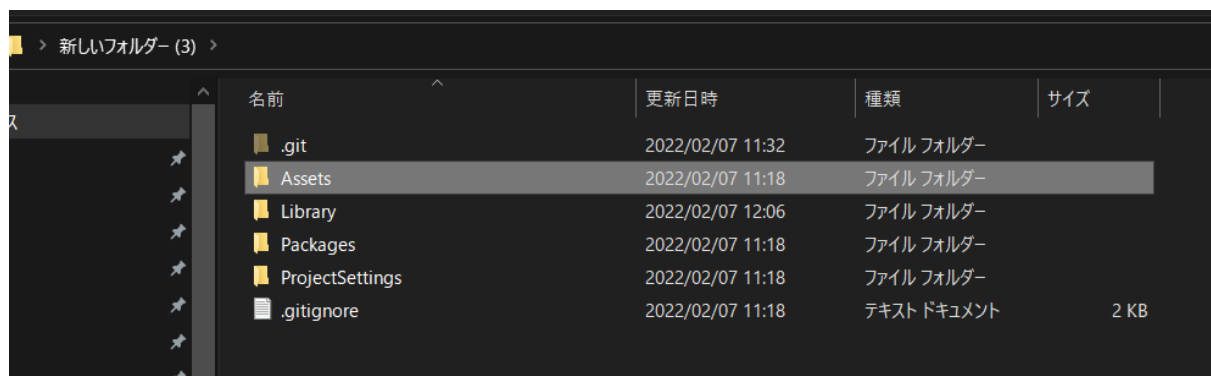 > 新しいフォルダー (3) >
名前 更新日時 種類 サイズ
ス
.git 2022/02/07 11:32 ファイル フォルダー
Assets 2022/02/07 11:18 ファイル フォルダー
Library 2022/02/07 12:06 ファイル フォルダー
Packages 2022/02/07 11:18 ファイル フォルダー
ProjectSettings 2022/02/07 11:18 ファイル フォルダー
.gitignore 2022/02/07 11:18 テキスト ドキュメント 2 KB